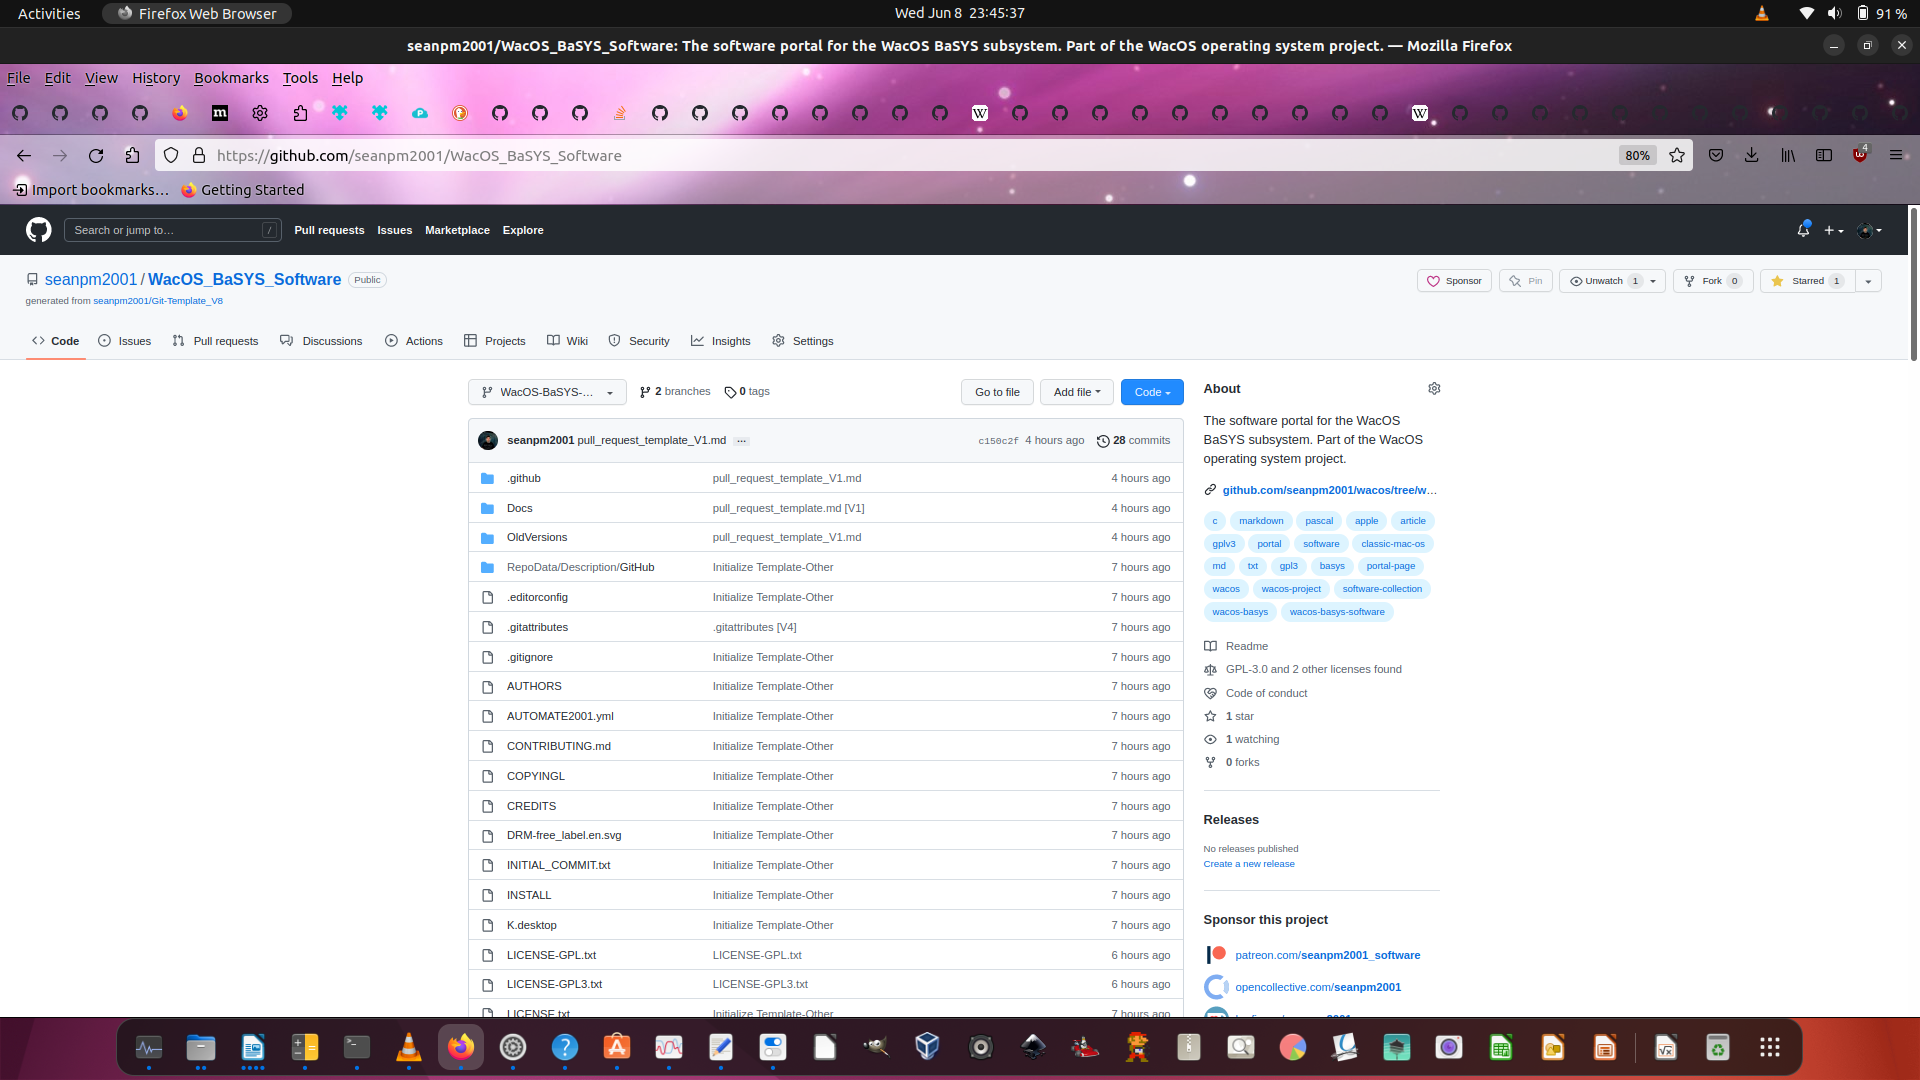 Activities Firefox Web Browser Wed Jun 8 23:45:37 91 %
seanpm2001/WacOS_BaSYS_Software: The software portal for the WacOS BaSYS subsystem. Part of the WacOS operating system project. — Mozilla Firefox
File Edit View History Bookmarks Tools Help
https://github.com/seanpm2001/WacOS_BaSYS_Software 80% 4
Import bookmarks… Getting Started
Search or jump to… / Pull requests Issues Marketplace Explore
seanpm2001 / WacOS_BaSYS_Software Public Sponsor Pin Unwatch 1 Fork 0 Starred 1
generated from seanpm2001/Git-Template_V8
Code Issues Pull requests Discussions Actions Projects Wiki Security Insights Settings
WacOS-BaSYS-... 2 branches 0 tags Go to file Add file Code
seanpm2001 pull_request_template_V1.md ... c150c2f 4 hours ago 28 commits
.github pull_request_template_V1.md 4 hours ago
Docs pull_request_template.md [V1] 4 hours ago
OldVersions pull_request_template_V1.md 4 hours ago
RepoData/Description/GitHub Initialize Template-Other 7 hours ago
.editorconfig Initialize Template-Other 7 hours ago
.gitattributes .gitattributes [V4] 7 hours ago
.gitignore Initialize Template-Other 7 hours ago
AUTHORS Initialize Template-Other 7 hours ago
AUTOMATE2001.yml Initialize Template-Other 7 hours ago
CONTRIBUTING.md Initialize Template-Other 7 hours ago
COPYINGL Initialize Template-Other 7 hours ago
CREDITS Initialize Template-Other 7 hours ago
DRM-free_label.en.svg Initialize Template-Other 7 hours ago
INITIAL_COMMIT.txt Initialize Template-Other 7 hours ago
INSTALL Initialize Template-Other 7 hours ago
K.desktop Initialize Template-Other 7 hours ago
LICENSE-GPL.txt LICENSE-GPL.txt 6 hours ago
LICENSE-GPL3.txt LICENSE-GPL3.txt 6 hours ago
LICENSE.txt Initialize Template-Other 7 hours ago
About
The software portal for the WacOS
BaSYS subsystem. Part of the WacOS
operating system project.
github.com/seanpm2001/wacos/tree/w…
c markdown pascal apple article
gplv3 portal software classic-mac-os
md txt gpl3 basys portal-page
wacos wacos-project software-collection
wacos-basys wacos-basys-software
Readme
GPL-3.0 and 2 other licenses found
Code of conduct
1 star
1 watching
0 forks
Releases
No releases published
Create a new release
Sponsor this project
patreon.com/seanpm2001_software
opencollective.com/seanpm2001